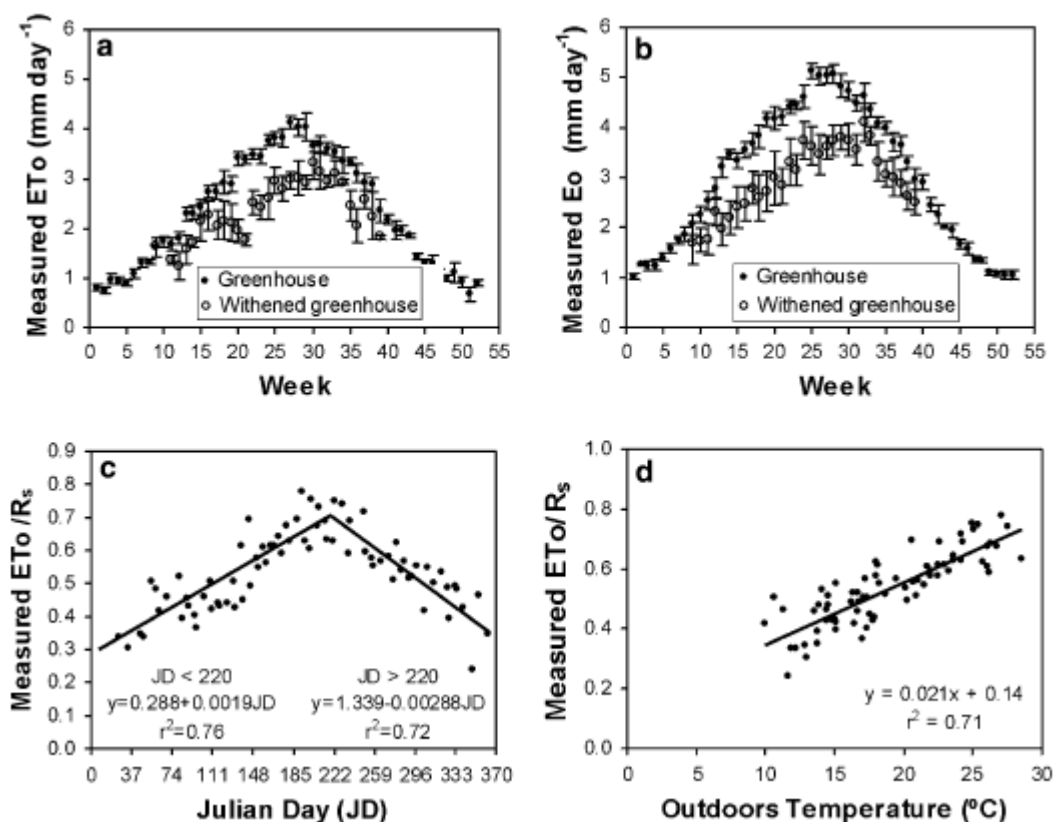 a
Measured ETo (mm day⁻¹)
6
5
4
3
2
1
0
Greenhouse
Withened greenhouse
0 5 10 15 20 25 30 35 40 45 50 55
Week
b
Measured Eo (mm day⁻¹)
6
5
4
3
2
1
0
Greenhouse
Withened greenhouse
0 5 10 15 20 25 30 35 40 45 50 55
Week
c
Measured ETo /Rs
0.9
0.8
0.7
0.6
0.5
0.4
0.3
0.2
0.1
0.0
JD < 220
y=0.288+0.0019JD
r²=0.76
JD > 220
y=1.339-0.00288JD
r²=0.72
0 37 74 111 148 185 222 259 296 333 370
Julian Day (JD)
d
Measured ETo/Rs
1.0
0.8
0.6
0.4
0.2
0.0
y = 0.021x + 0.14
r² = 0.71
0 5 10 15 20 25 30
Outdoors Temperature (ºC)